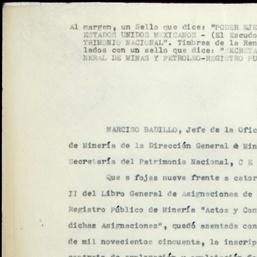 Al margen, un Sello que dice: "PODER EJE
ESTADOS UNIDOS MEXICANOS - (El Escudo
TRIMONIO NACIONAL". Timbres de la Ren
lados con un sello que dice: "SECRETA
NERAL DE MINAS Y PETROLEO-REGISTRO PU
NARCISO BADILLO, Jefe de la Ofic
de Minería de la Dirección General d Min
Secretaría del Patrimonio Nacional, C E R
Que a fojas nueve frente a cator
II del Libro General de Asignaciones de
Registro Público de Minería "Actos y Con
dichas Asignaciones", quedó asentada con
de mil novecientos cincuenta, la inscrip
contrato de exploración y explotación de